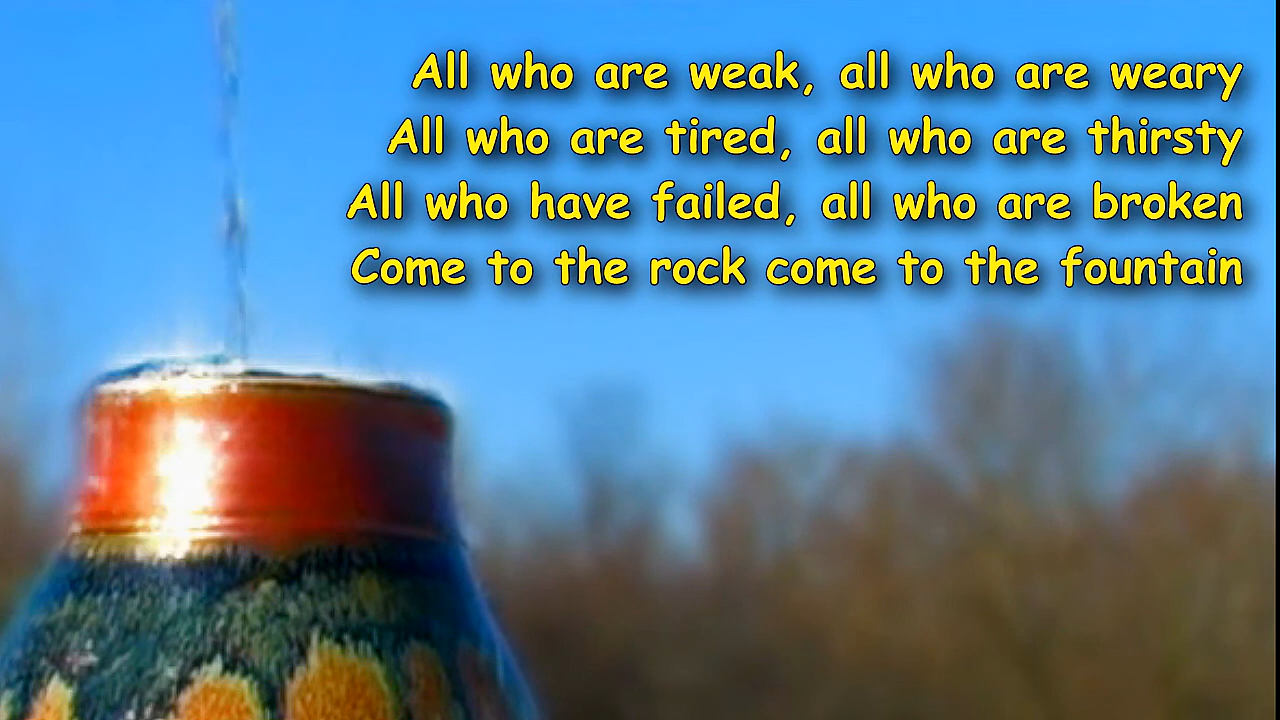 All who are weak, all who are weary
All who are tired, all who are thirsty
All who have failed, all who are broken
Come to the rock come to the fountain